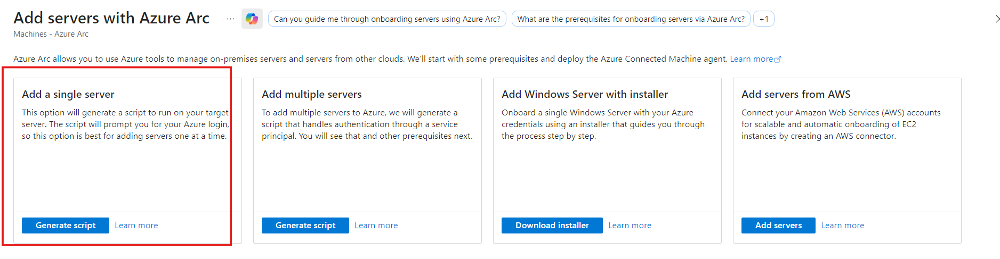 Add servers with Azure Arc ...
Can you guide me through onboarding servers using Azure Arc?
What are the prerequisites for onboarding servers via Azure Arc?
+1
Machines - Azure Arc
Azure Arc allows you to use Azure tools to manage on-premises servers and servers from other clouds. We'll start with some prerequisites and deploy the Azure Connected Machine agent. Learn more
Add a single server
This option will generate a script to run on your target
server. The script will prompt you for your Azure login,
so this option is best for adding servers one at a time.
Generate script
Learn more
Add multiple servers
To add multiple servers to Azure, we will generate a
script that handles authentication through a service
principal. You will see that and other prerequisites next.
Generate script
Learn more
Add Windows Server with installer
Onboard a single Windows Server with your Azure
credentials using an installer that guides you through
the process step by step.
Download installer
Learn more
Add servers from AWS
Connect your Amazon Web Services (AWS) accounts
for scalable and automatic onboarding of EC2
instances by creating an AWS connector.
Add servers
Learn more